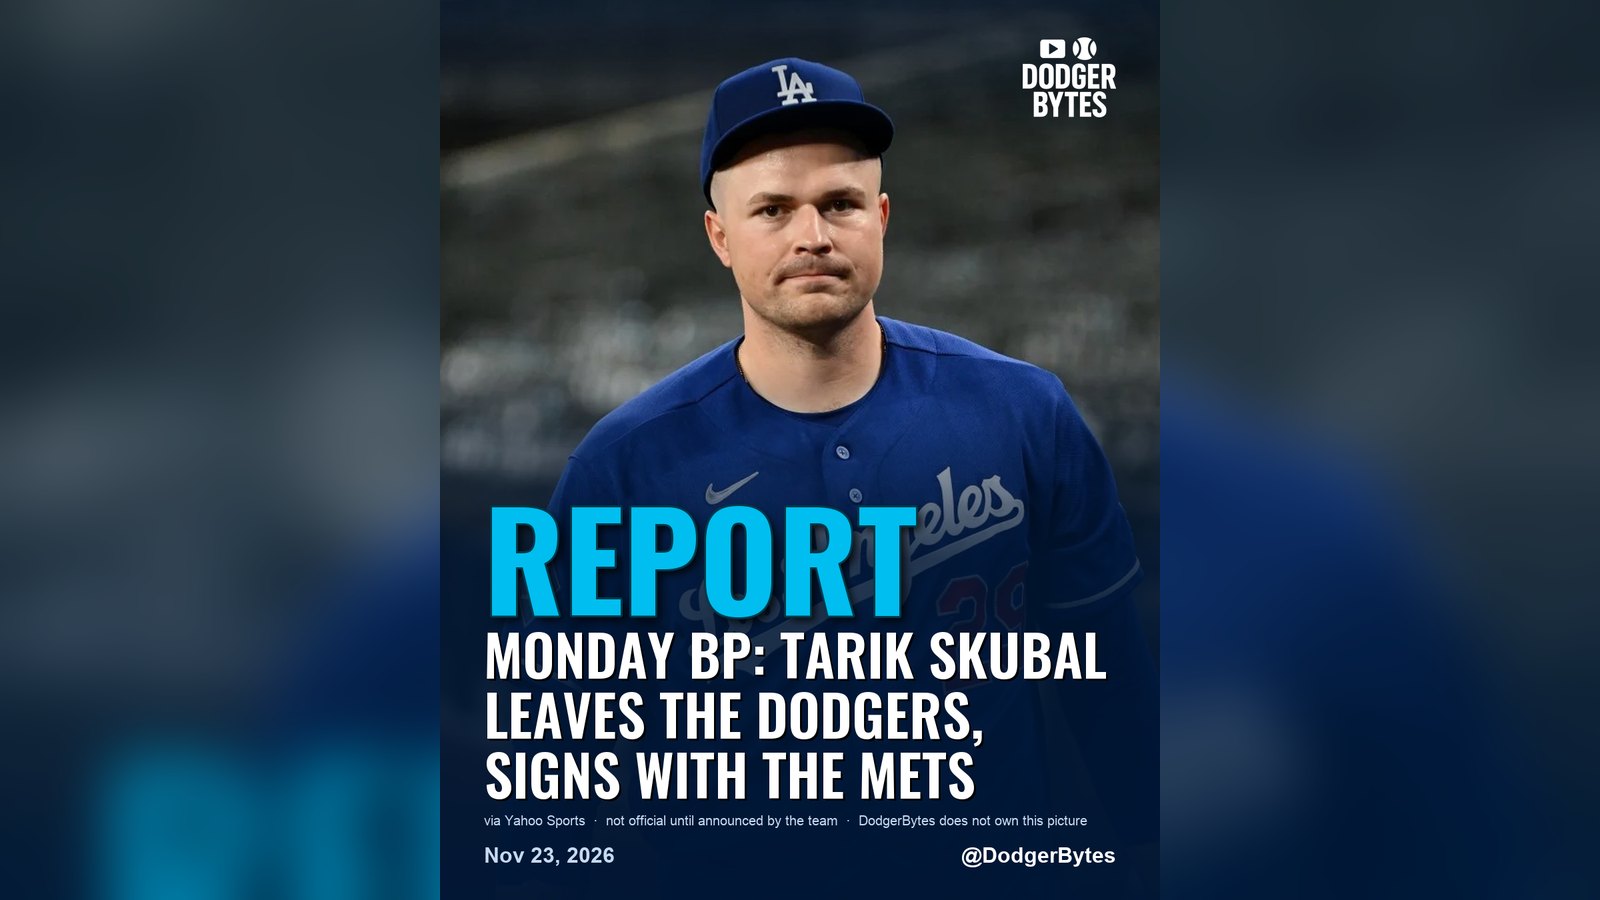 LA
DODGER
BYTES
REPORT
MONDAY BP: TARIK SKUBAL
LEAVES THE DODGERS,
SIGNS WITH THE METS
via Yahoo Sports · not official until announced by the team · DodgerBytes does not own this picture
Nov 23, 2026
@DodgerBytes